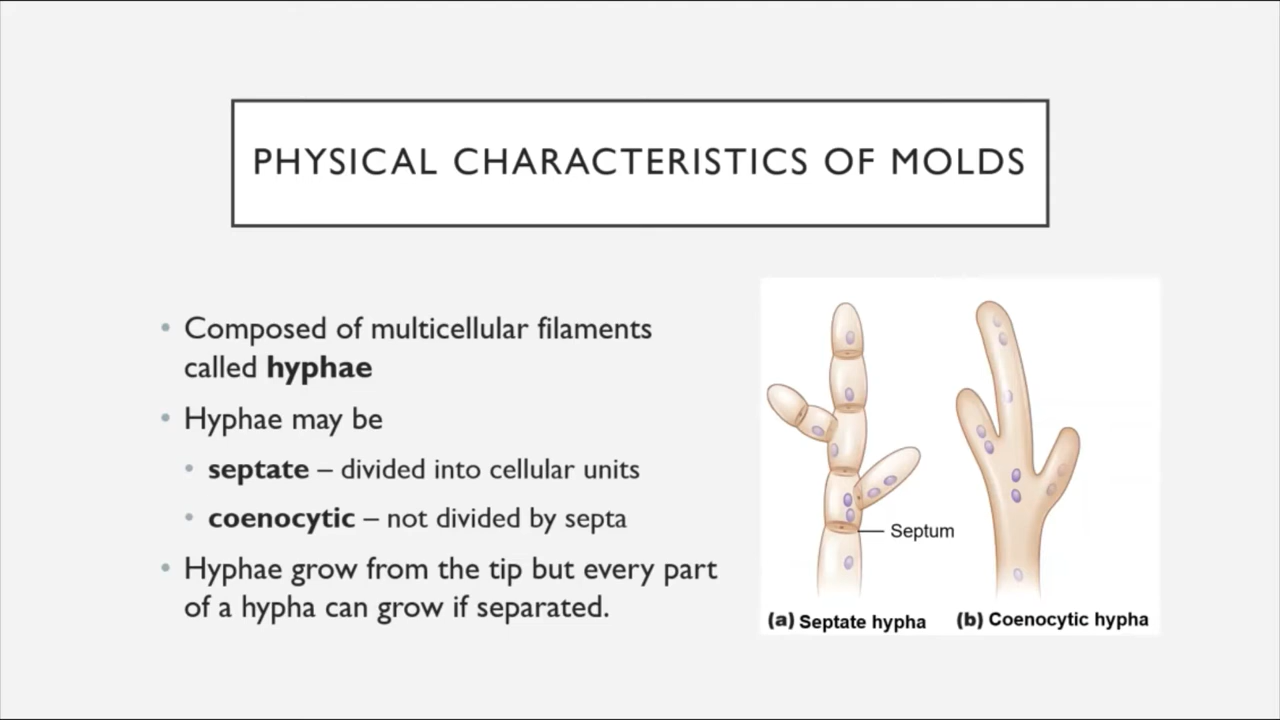 PHYSICAL CHARACTERISTICS OF MOLDS
• Composed of multicellular filaments
called hyphae
• Hyphae may be
• septate – divided into cellular units
• coenocytic – not divided by septa
• Hyphae grow from the tip but every part
of a hypha can grow if separated.
Septum
(a) Septate hypha
(b) Coenocytic hypha